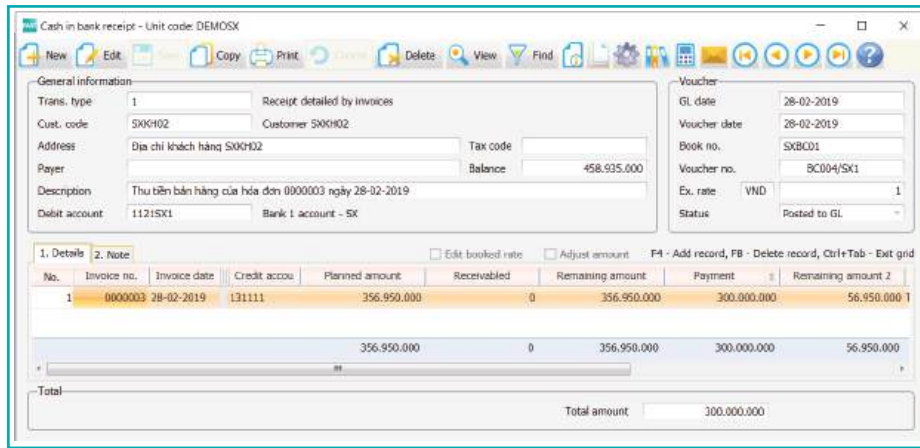 Cash in bank receipt - Unit code: DEMOSX
New Edit Copy Print Delete View Find
General information
Trans. type 1 Receipt detailed by invoices
Cust. code SXKH02 Customer SXKH02
Address Địa chỉ khách hàng SXKH02 Tax code
Payer Balance 458.935.000
Description Thu tiền bán hàng của hóa đơn 0000003 ngày 28-02-2019
Debit account 1121SX1 Bank 1 account - SX
Voucher
GL date 28-02-2019
Voucher date 28-02-2019
Book no. SXBC01
Voucher no. BC004/SX1
Ex. rate VND 1
Status Posted to GL
1. Details 2. Note Edit booked rate Adjust amount F4 - Add record, F8 - Delete record, Ctrl+Tab - Exit grid
No. Invoice no. Invoice date Credit accou Planned amount Receivabled Remaining amount Payment Remaining amount 2
1 0000003 28-02-2019 131111 356.950.000 0 356.950.000 300.000.000 56.950.000 T
356.950.000 0 356.950.000 300.000.000 56.950.000
Total
Total amount 300.000.000